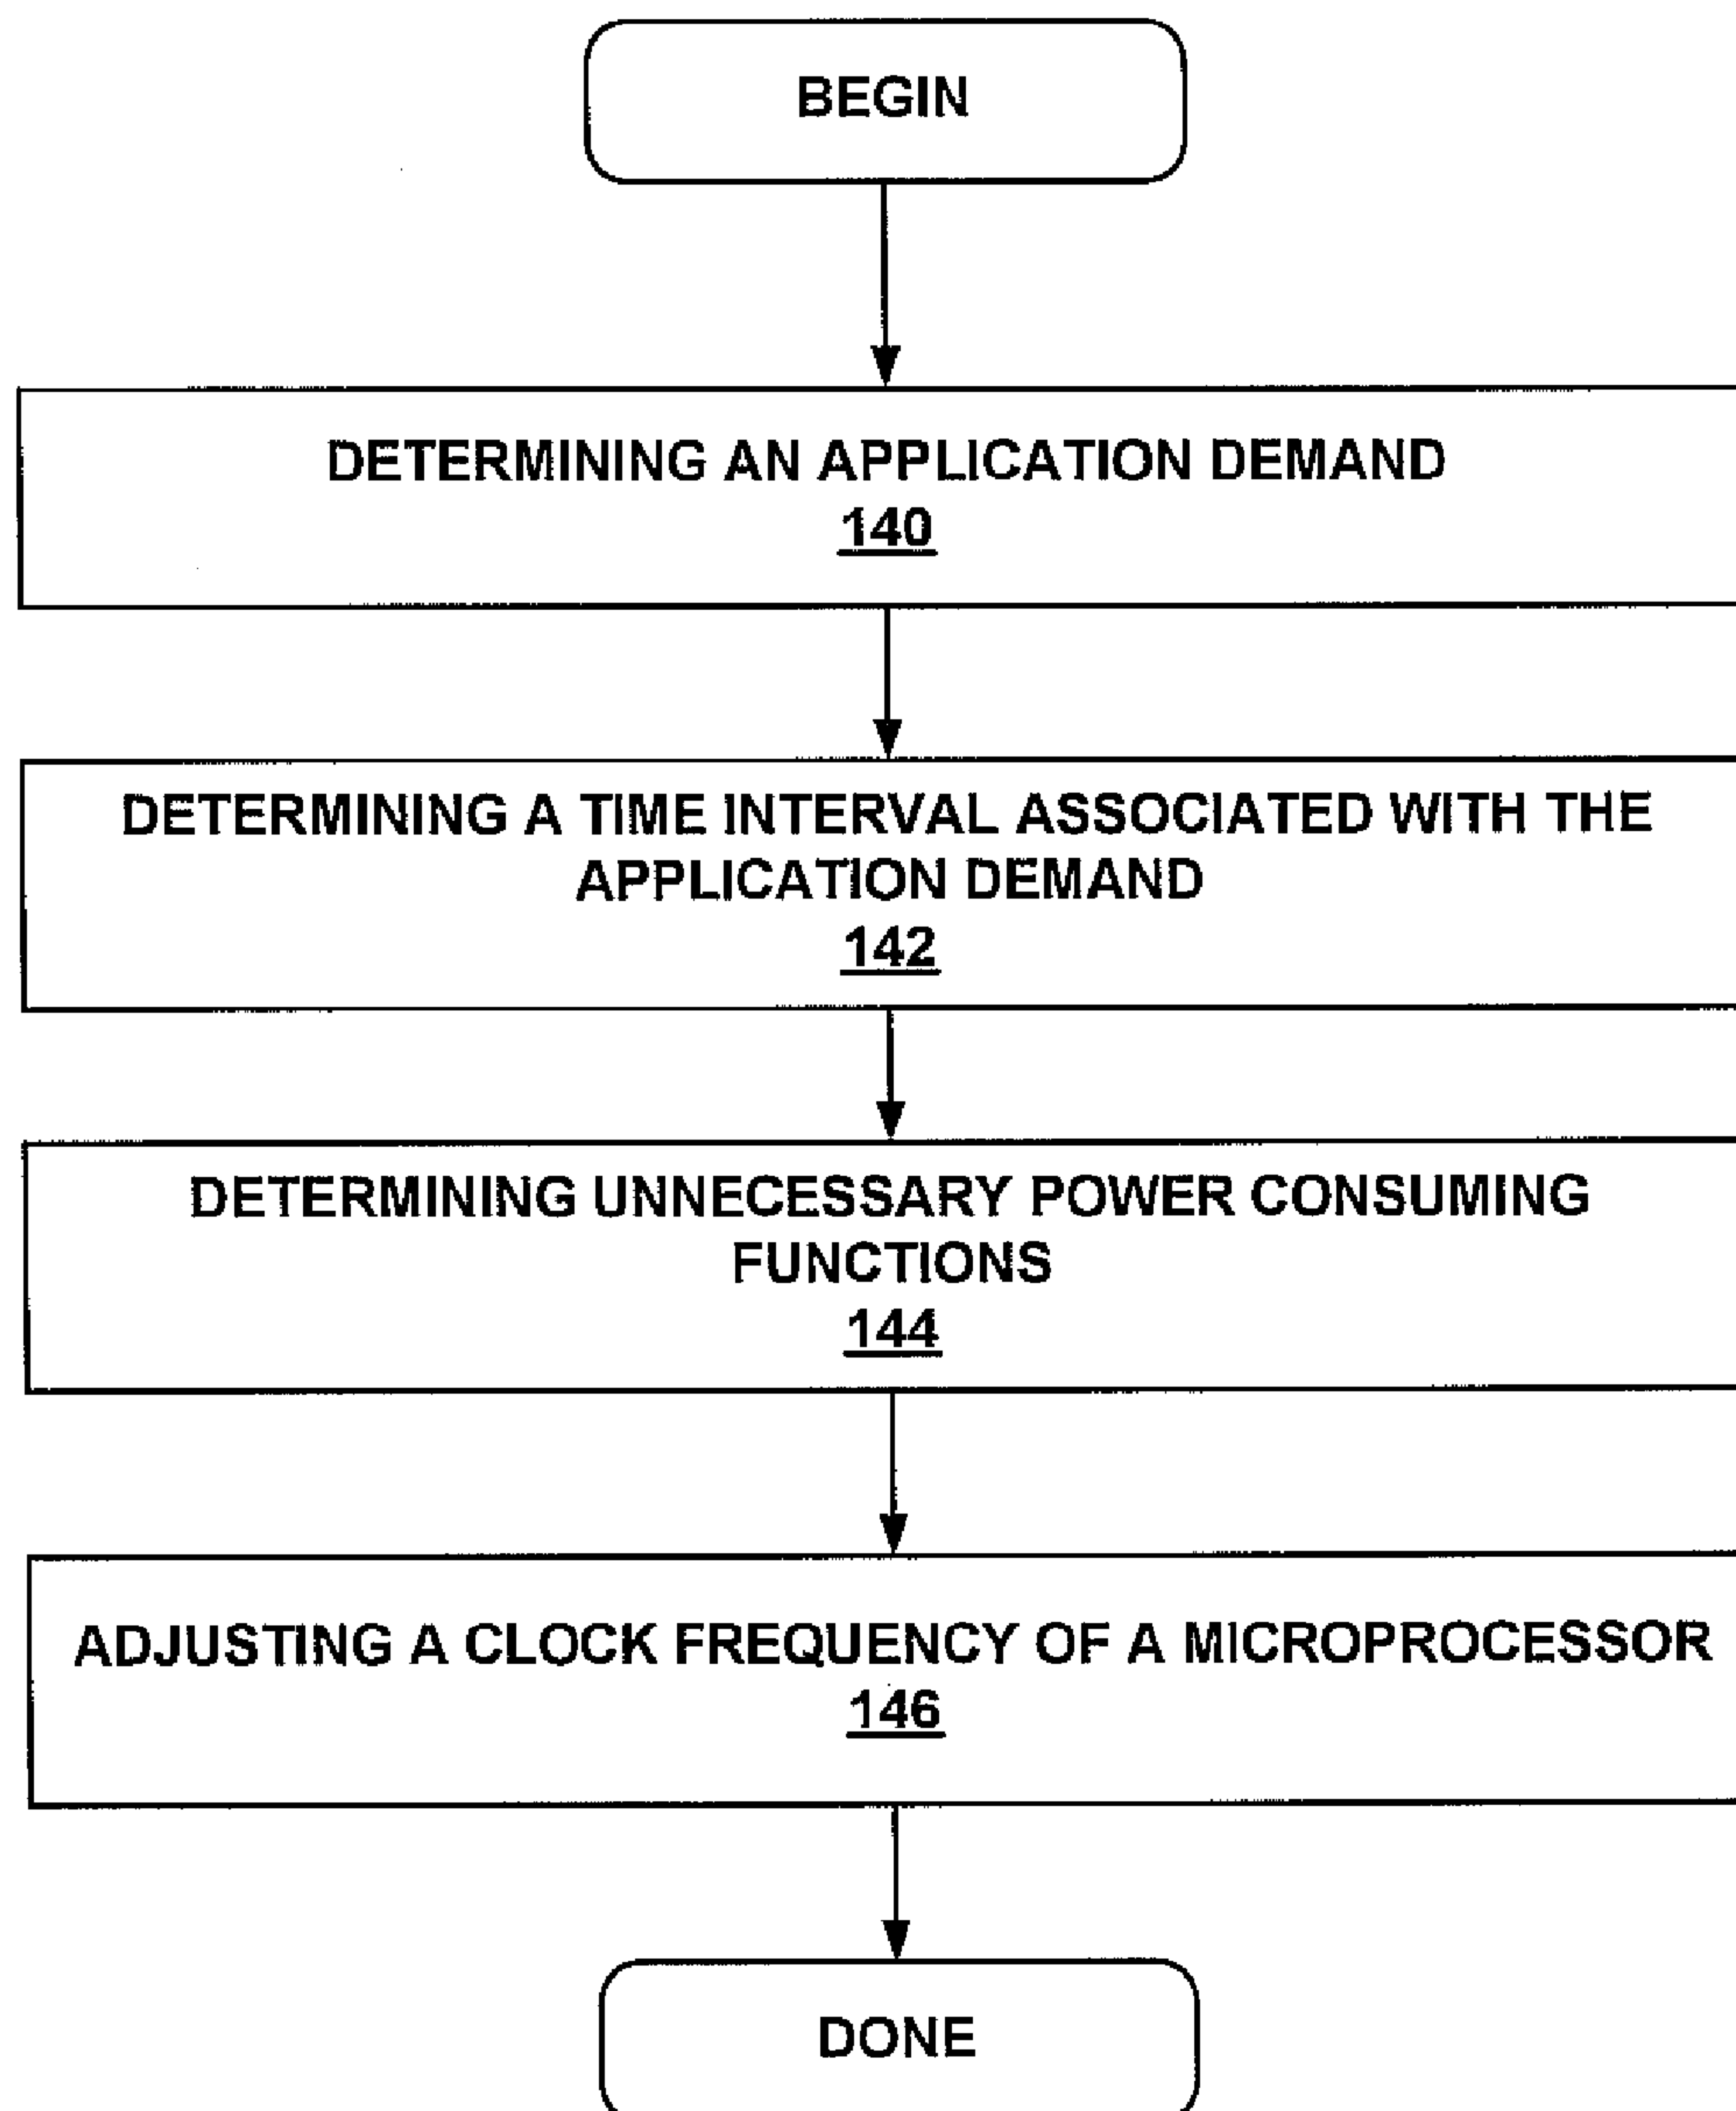 BEGIN
DETERMINING AN APPLICATION DEMAND
140
DETERMINING A TIME INTERVAL ASSOCIATED WITH THE
APPLICATION DEMAND
142
DETERMINING UNNECESSARY POWER CONSUMING
FUNCTIONS
144
ADJUSTING A CLOCK FREQUENCY OF A MICROPROCESSOR
146
DONE